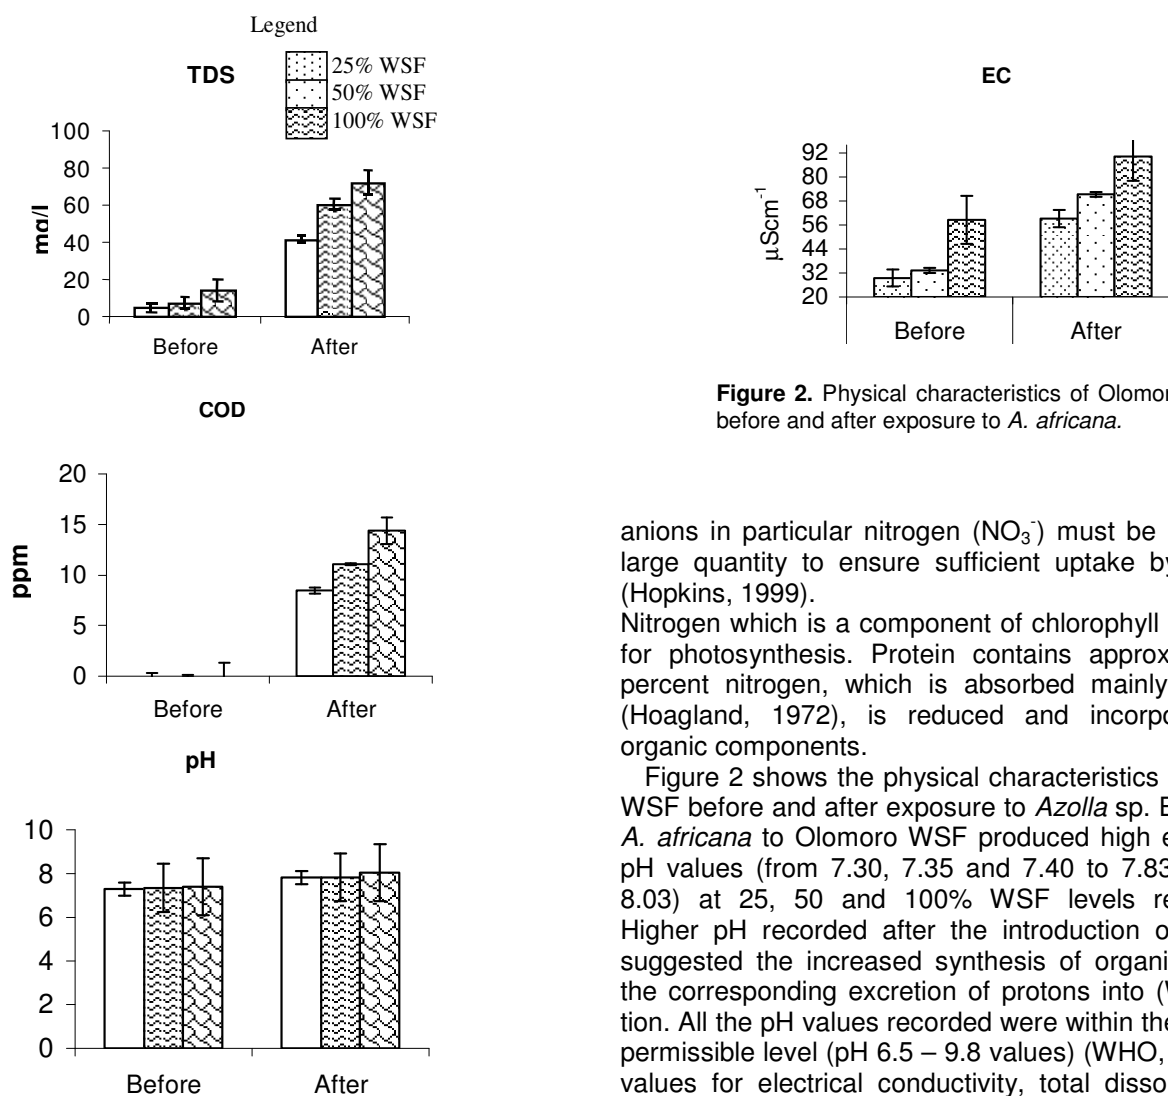 Legend
25% WSF
50% WSF
100% WSF
TDS
100
80
60
40
20
0
mg/l
Before After
COD
20
15
10
5
0
ppm
Before After
pH
10
8
6
4
2
0
Before After
EC
92
80
68
56
44
32
20
µScm⁻¹
Before After
Figure 2. Physical characteristics of
before and after exposure to A. africana.
anions in particular nitrogen (NO₃⁻) must be
large quantity to ensure sufficient uptake
(Hopkins, 1999).
Nitrogen which is a component of chlorophyll
for photosynthesis. Protein contains
percent nitrogen, which is absorbed mainly
(Hoagland, 1972), is reduced and
organic components.
Figure 2 shows the physical characteristics
WSF before and after exposure to Azolla sp.
A. africana to Olomoro WSF produced high
pH values (from 7.30, 7.35 and 7.40 to 7.83
8.03) at 25, 50 and 100% WSF levels
Higher pH recorded after the introduction
suggested the increased synthesis of
the corresponding excretion of protons into
tion. All the pH values recorded were within the
permissible level (pH 6.5 – 9.8 values) (WHO,
values for electrical conductivity, total